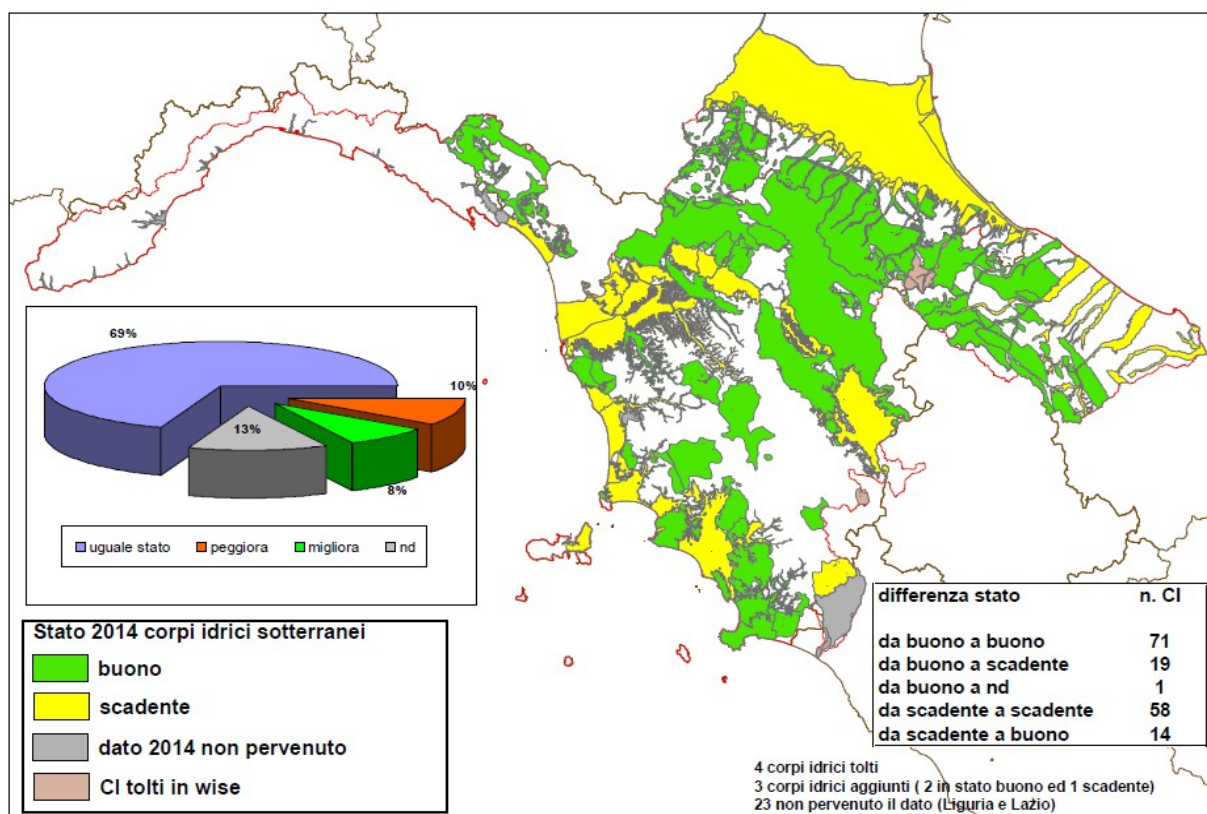 69%
10%
13%
8%
uguale stato peggiora migliora nd
Stato 2014 corpi idrici sotterranei
buono
scadente
dato 2014 non pervenuto
CI tolti in wise
differenza stato n. CI
da buono a buono 71
da buono a scadente 19
da buono a nd 1
da scadente a scadente 58
da scadente a buono 14
4 corpi idrici tolti
3 corpi idrici aggiunti ( 2 in stato buono ed 1 scadente)
23 non pervenuto il dato (Liguria e Lazio)